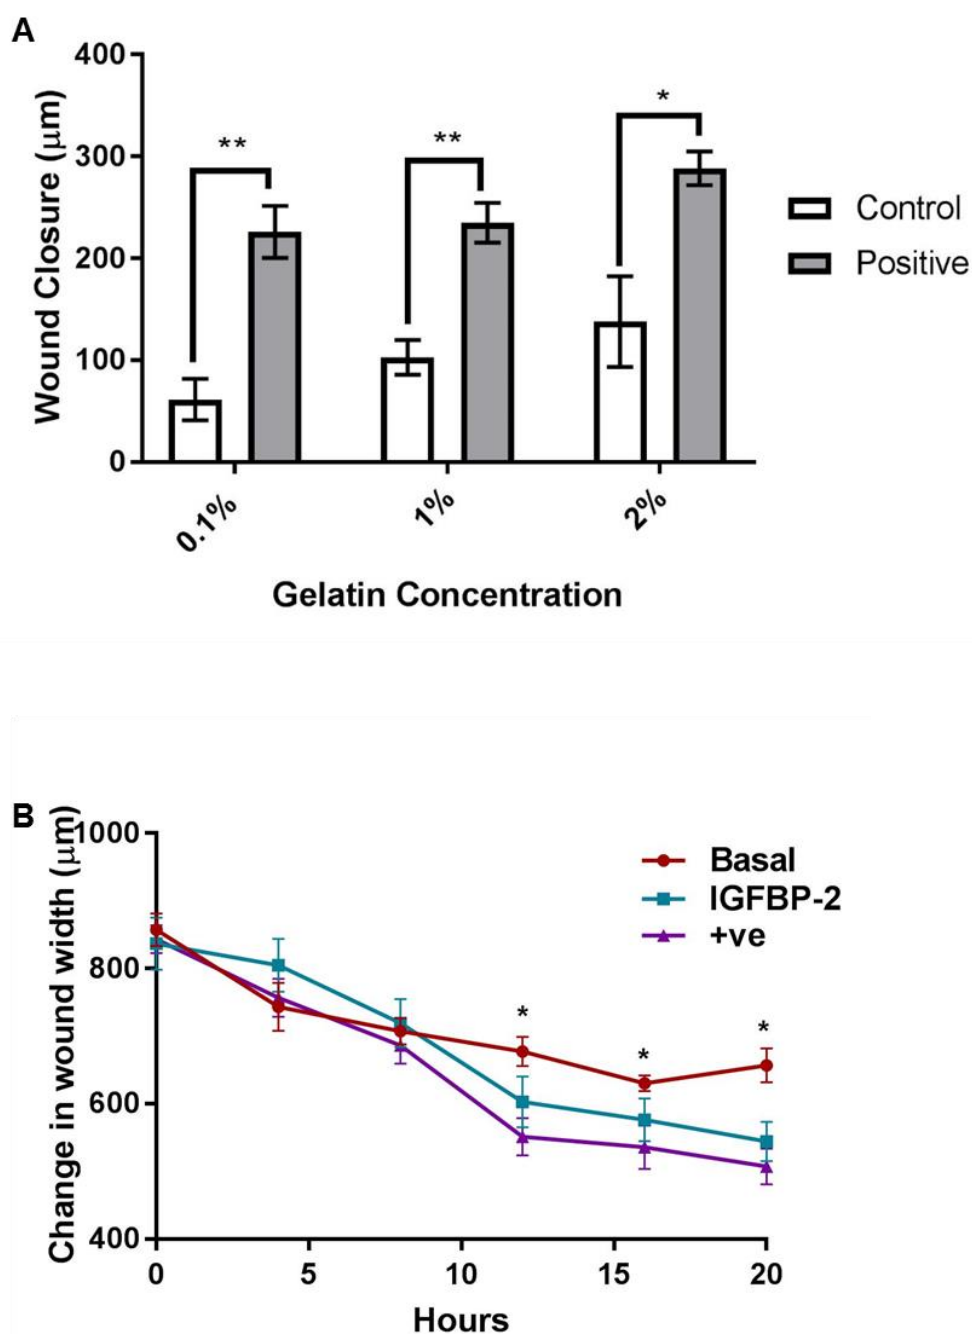 A
400
300
200
100
0
Wound Closure (μm)
**
**
*
Control
Positive
0.1%
1%
2%
Gelatin Concentration
B
1000
800
600
400
Change in wound width (μm)
Basal
IGFBP-2
+ve
*
*
*
0
5
10
15
20
Hours